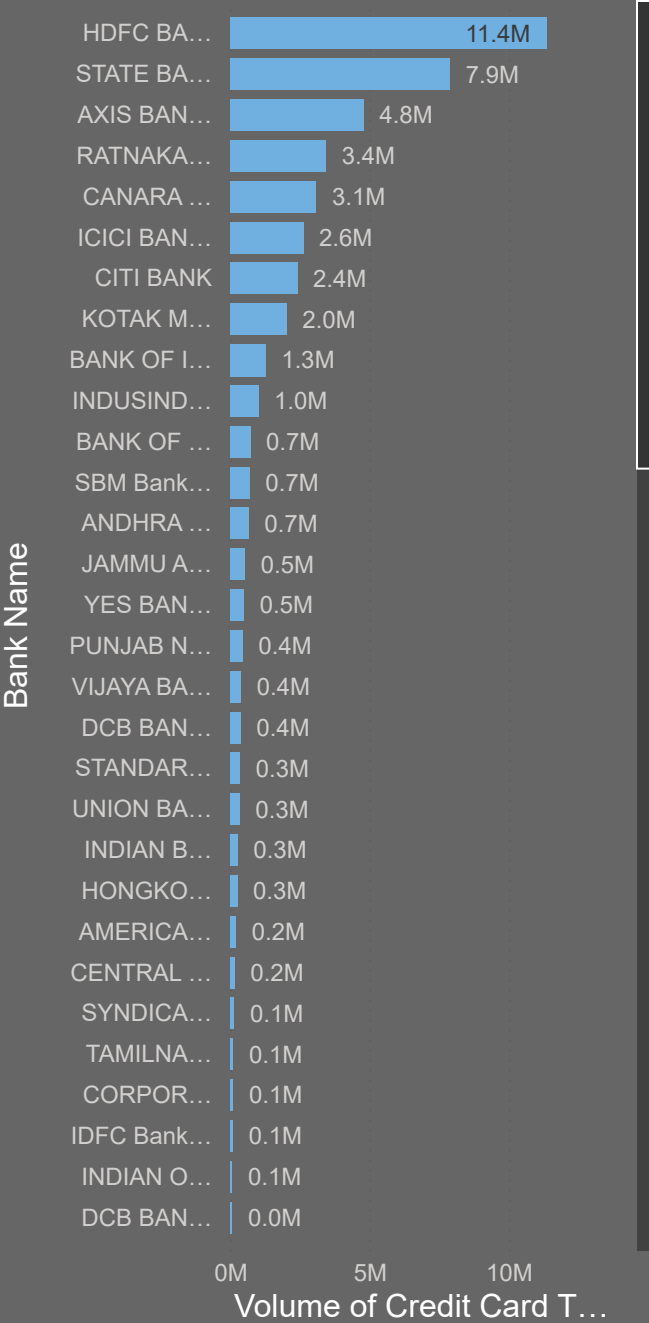 HDFC BA… 11.4M
STATE BA… 7.9M
AXIS BAN… 4.8M
RATNAKA… 3.4M
CANARA … 3.1M
ICICI BAN… 2.6M
CITI BANK 2.4M
KOTAK M… 2.0M
BANK OF I… 1.3M
INDUSIND… 1.0M
BANK OF … 0.7M
SBM Bank… 0.7M
ANDHRA … 0.7M
JAMMU A… 0.5M
YES BAN… 0.5M
PUNJAB N… 0.4M
VIJAYA BA… 0.4M
DCB BAN… 0.4M
STANDAR… 0.3M
UNION BA… 0.3M
INDIAN B… 0.3M
HONGKO… 0.3M
AMERICA… 0.2M
CENTRAL … 0.2M
SYNDICA… 0.1M
TAMILNA… 0.1M
CORPOR… 0.1M
IDFC Bank… 0.1M
INDIAN O… 0.1M
DCB BAN… 0.0M
Bank Name
0M 5M 10M
Volume of Credit Card T…